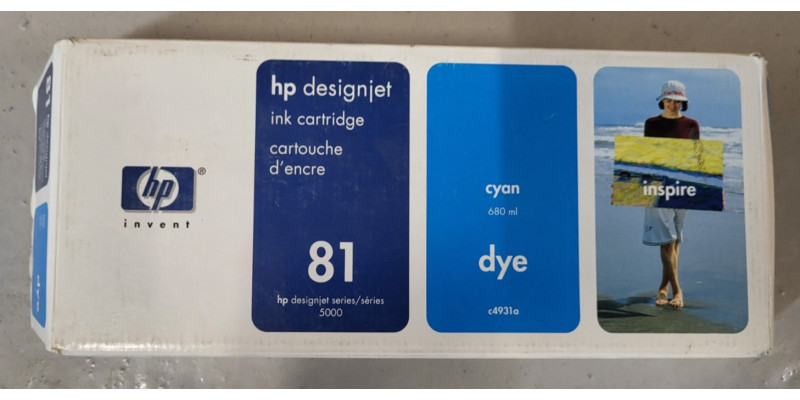 81
dye
hp®
invent
hp designjet
ink cartridge
cartouche
d'encre
81
hp designjet series/séries
5000
cyan
680 ml
dye
c4931a
inspire